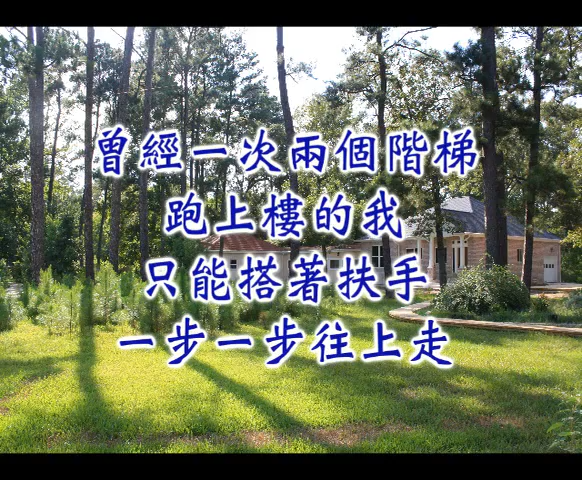 曾經一次兩個階梯
跑上樓的我
只能搭著扶手
一步一步往上走